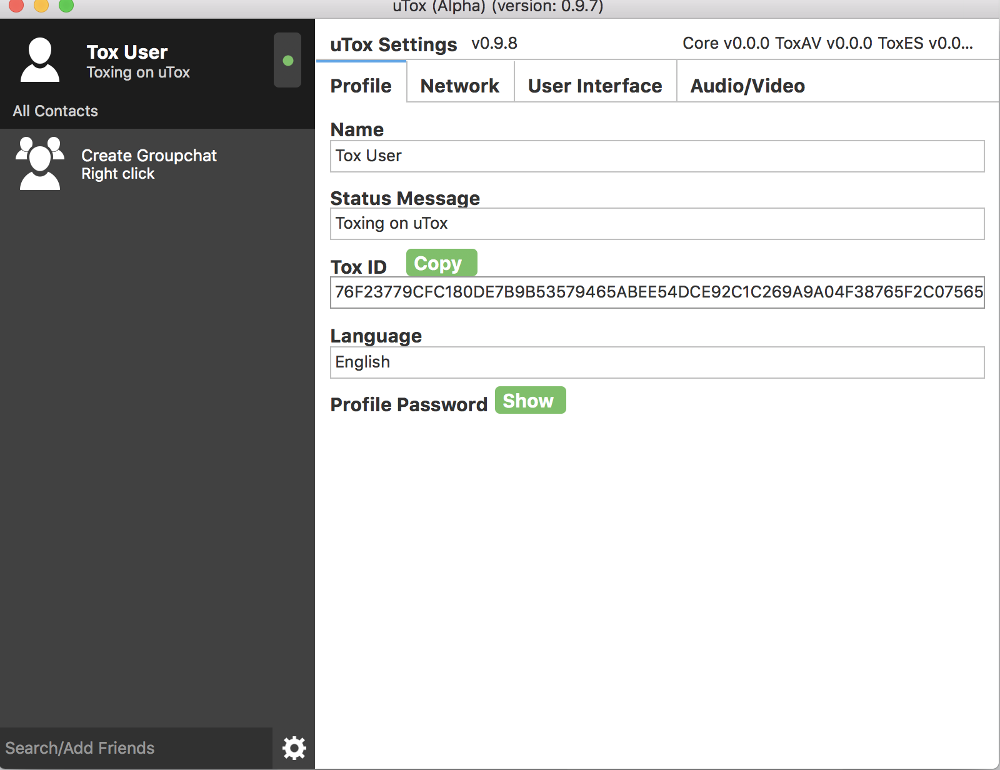 uTox (Alpha) (version: 0.9.7)
Tox User
Toxing on uTox
All Contacts
Create Groupchat
Right click
Search/Add Friends
uTox Settings v0.9.8 Core v0.0.0 ToxAV v0.0.0 ToxES v0.0...
Profile Network User Interface Audio/Video
Name
Tox User
Status Message
Toxing on uTox
Tox ID Copy
76F23779CFC180DE7B9B53579465ABEE54DCE92C1C269A9A04F38765F2C07565
Language
English
Profile Password Show